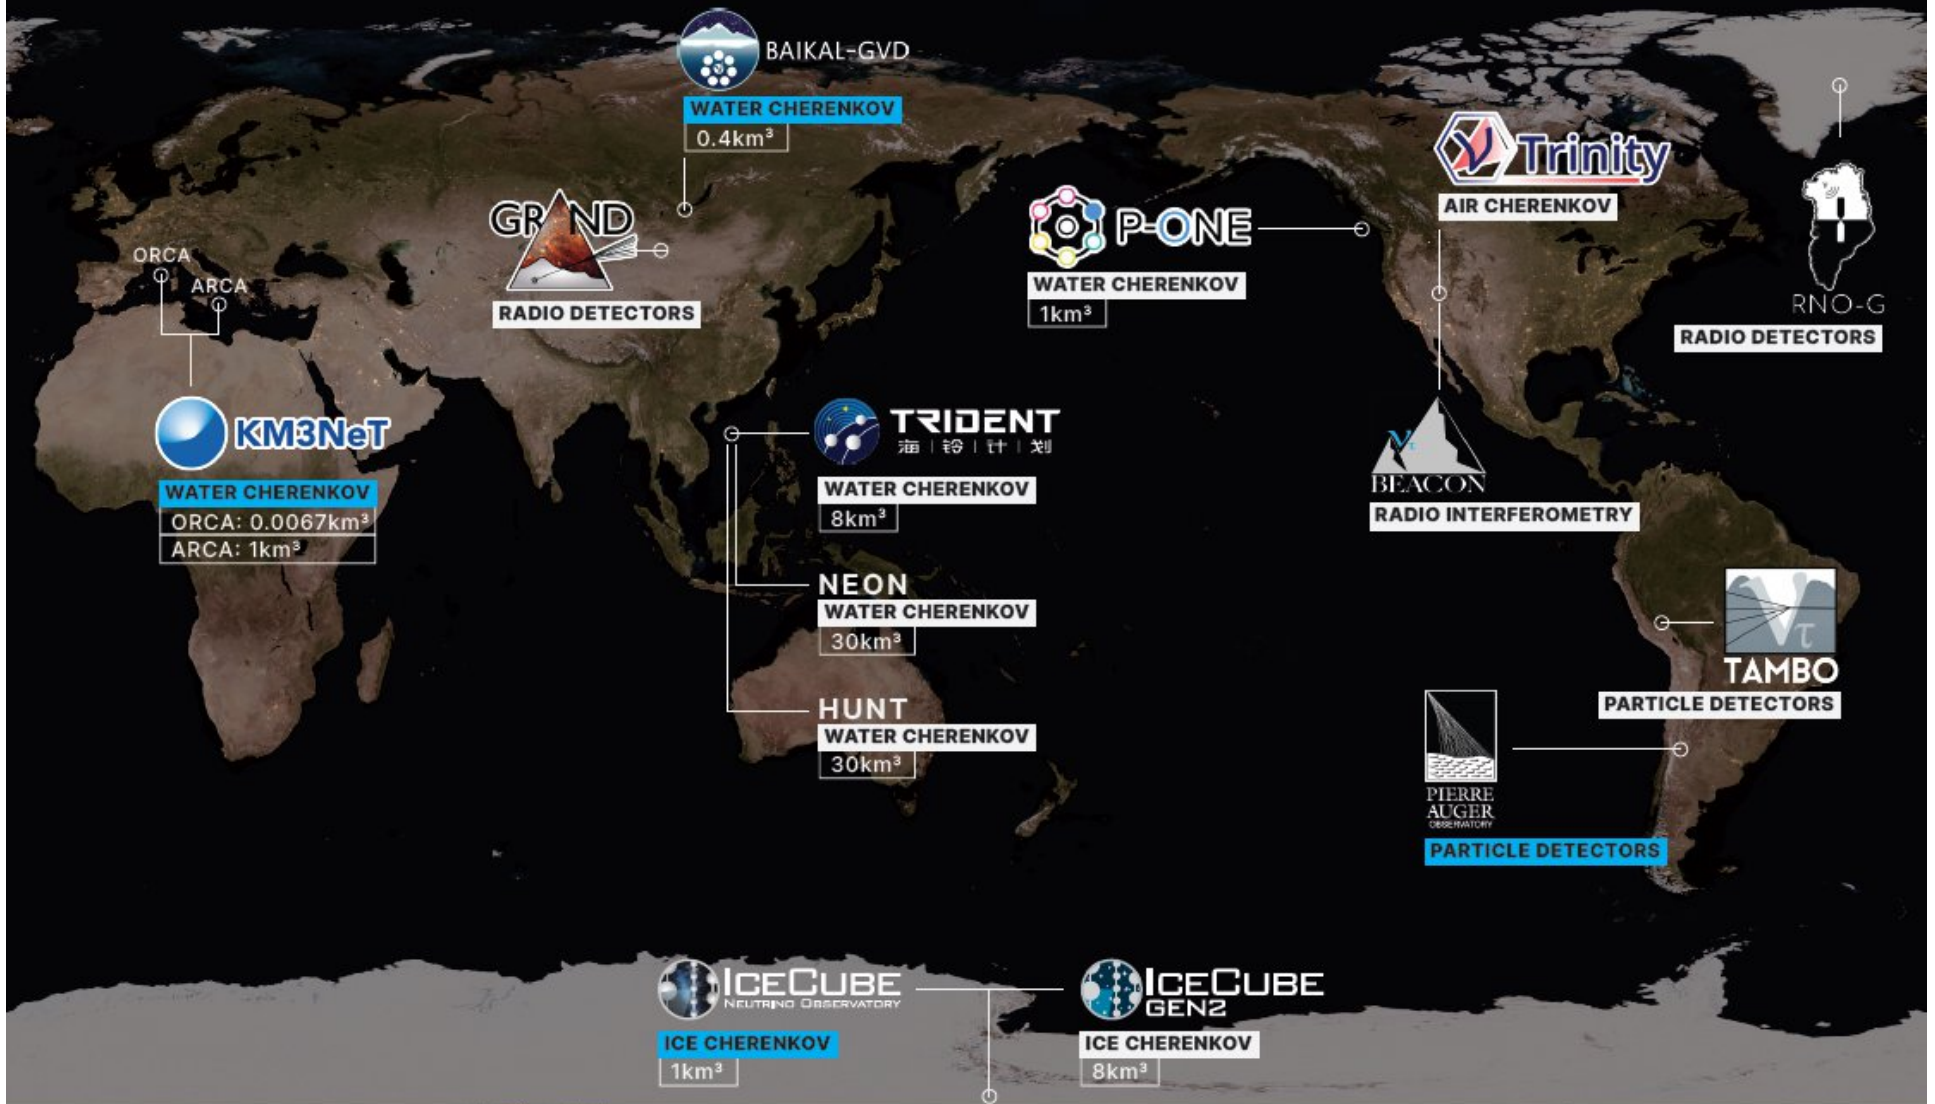 BAIKAL-GVD
WATER CHERENKOV
0.4km³
GRAND
RADIO DETECTORS
ORCA
ARCA
KM3NeT
WATER CHERENKOV
ORCA: 0.0067km³
ARCA: 1km³
P-ONE
WATER CHERENKOV
1km³
ν Trinity
AIR CHERENKOV
RNO-G
RADIO DETECTORS
TRIDENT
海 | 铃 | 计 | 划
WATER CHERENKOV
8km³
NEON
WATER CHERENKOV
30km³
HUNT
WATER CHERENKOV
30km³
ντ
BEACON
RADIO INTERFEROMETRY
ντ
TAMBO
PARTICLE DETECTORS
PIERRE
AUGER
OBSERVATORY
PARTICLE DETECTORS
ICECUBE
NEUTRINO OBSERVATORY
ICE CHERENKOV
1km³
ICECUBE
GEN2
ICE CHERENKOV
8km³